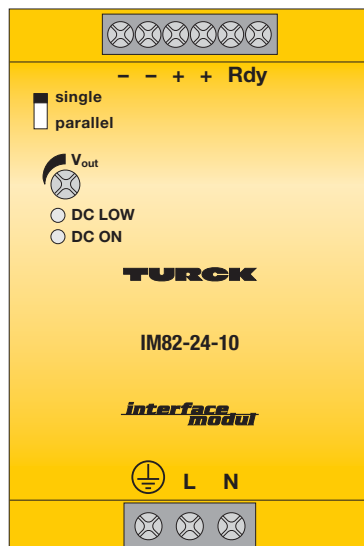 – – + + Rdy
single
parallel
Vout
DC LOW
DC ON
TURCK
IM82-24-10
interface
modul
L N